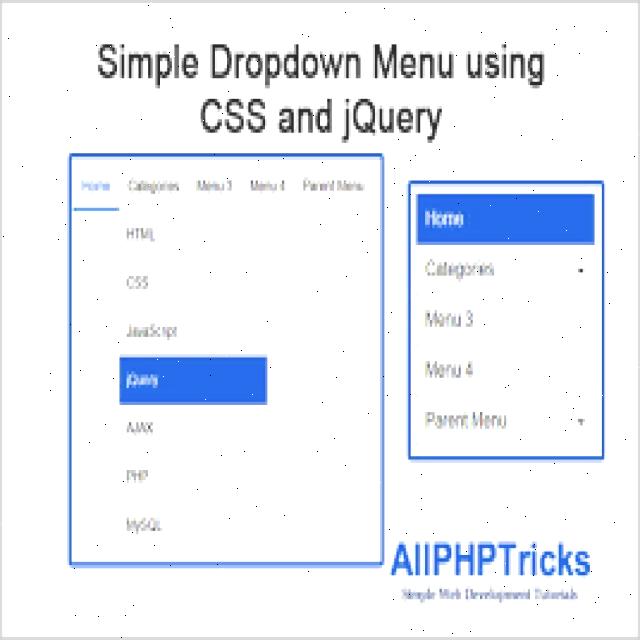 Simple Dropdown Menu using
CSS and jQuery
Home Categories Menu 3 Menu 4 Parent Menu
HTML
CSS
JavaScript
jQuery
AJAX
PHP
MySQL
Home
Categories
Menu 3
Menu 4
Parent Menu
AllPHPTricks
Simple Web Development Tutorials